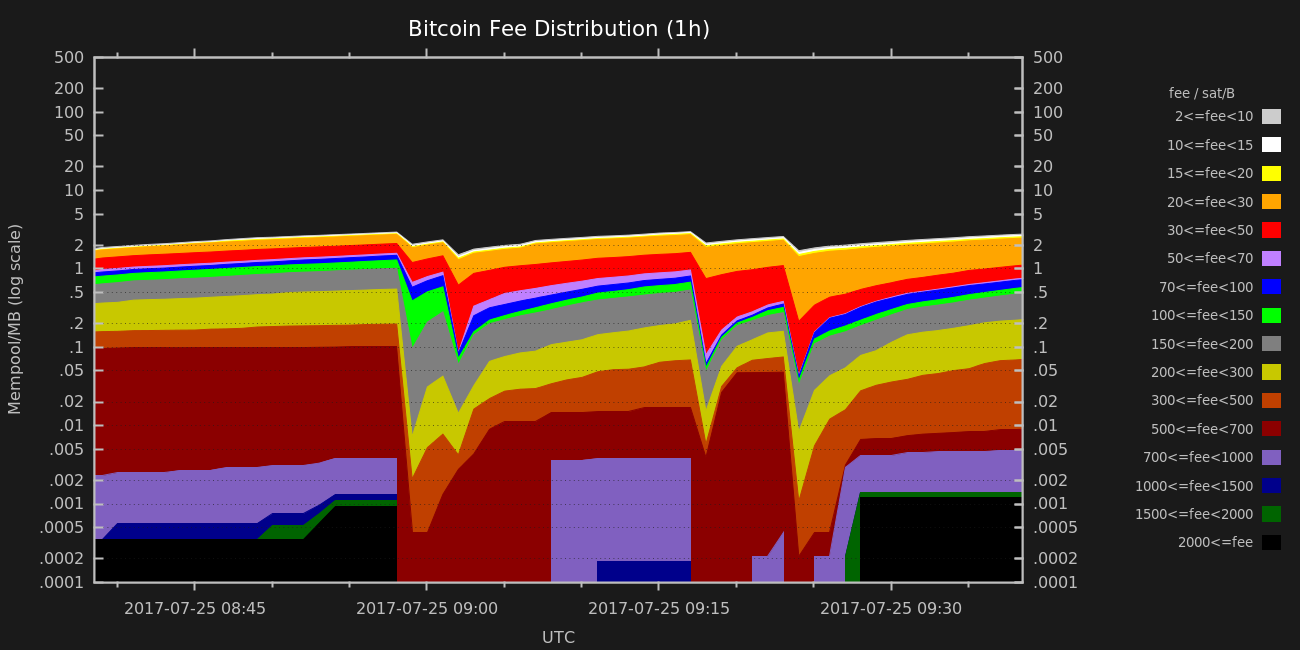 Bitcoin Fee Distribution (1h)
500 500
200 200
100 100
50 50
20 20
10 10
5 5
2 2
1 1
.5 .5
.2 .2
.1 .1
.05 .05
.02 .02
.01 .01
.005 .005
.002 .002
.001 .001
.0005 .0005
.0002 .0002
.0001 .0001
Mempool/MB (log scale)
2017-07-25 08:45 2017-07-25 09:00 2017-07-25 09:15 2017-07-25 09:30
UTC
fee / sat/B
2<=fee<10
10<=fee<15
15<=fee<20
20<=fee<30
30<=fee<50
50<=fee<70
70<=fee<100
100<=fee<150
150<=fee<200
200<=fee<300
300<=fee<500
500<=fee<700
700<=fee<1000
1000<=fee<1500
1500<=fee<2000
2000<=fee